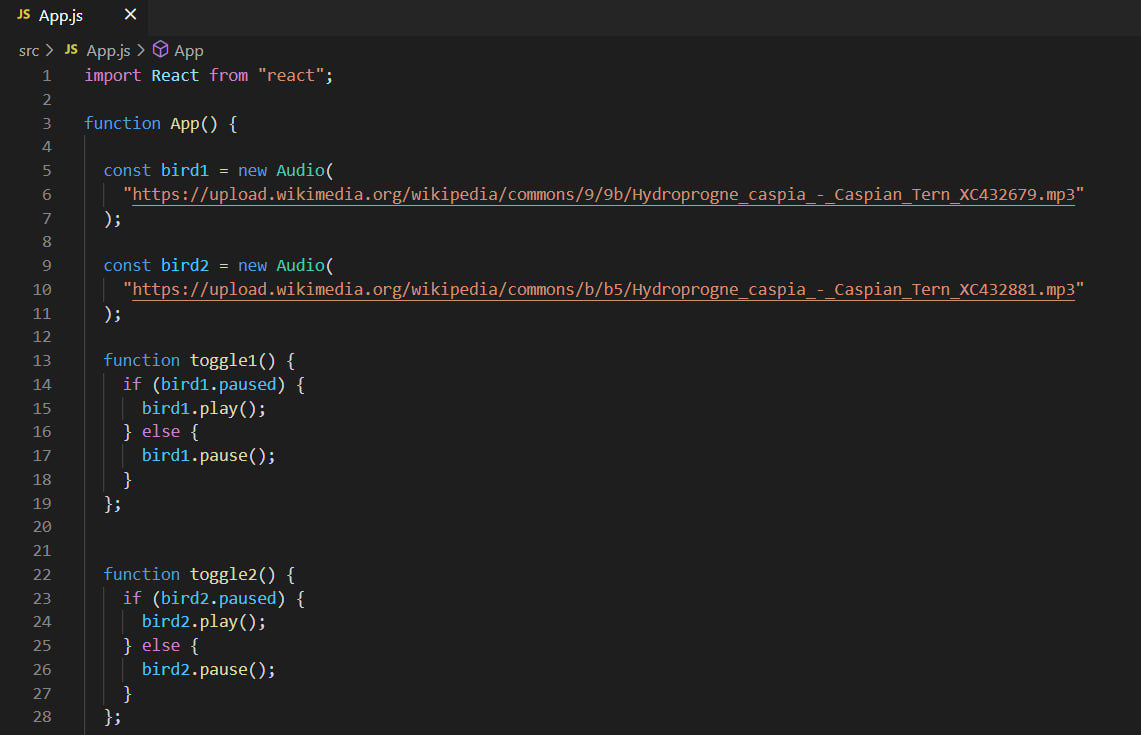 JS App.js ×
src > JS App.js > App
1 import React from "react";
2
3 function App() {
4
5 const bird1 = new Audio(
6 "https://upload.wikimedia.org/wikipedia/commons/9/9b/Hydroprogne_caspia_-_Caspian_Tern_XC432679.mp3"
7 );
8
9 const bird2 = new Audio(
10 "https://upload.wikimedia.org/wikipedia/commons/b/b5/Hydroprogne_caspia_-_Caspian_Tern_XC432881.mp3"
11 );
12
13 function toggle1() {
14 if (bird1.paused) {
15 bird1.play();
16 } else {
17 bird1.pause();
18 }
19 };
20
21
22 function toggle2() {
23 if (bird2.paused) {
24 bird2.play();
25 } else {
26 bird2.pause();
27 }
28 };